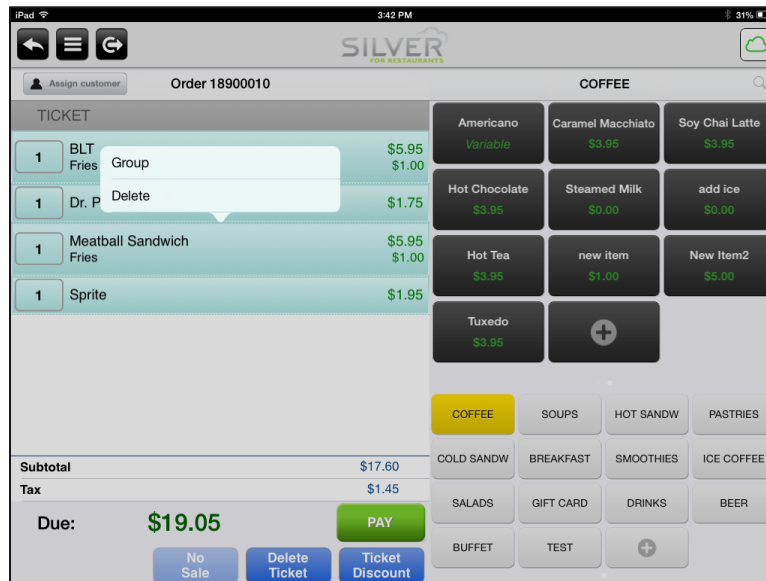 iPad 3:42 PM 31%
SILVER
FOR RESTAURANTS
Assign customer Order 18900010 COFFEE
TICKET
1 BLT $5.95
Fries $1.00
Group
Delete
1 Dr. P $1.75
1 Meatball Sandwich $5.95
Fries $1.00
1 Sprite $1.95
Subtotal $17.60
Tax $1.45
Due: $19.05 PAY
No Sale
Delete Ticket
Ticket Discount
Americano Caramel Macchiato Soy Chai Latte
Variable $3.95 $3.95
Hot Chocolate Steamed Milk add ice
$3.95 $0.00 $0.00
Hot Tea new item New Item2
$3.95 $1.00 $5.00
Tuxedo
$3.95
COFFEE SOUPS HOT SANDW PASTRIES
COLD SANDW BREAKFAST SMOOTHIES ICE COFFEE
SALADS GIFT CARD DRINKS BEER
BUFFET TEST